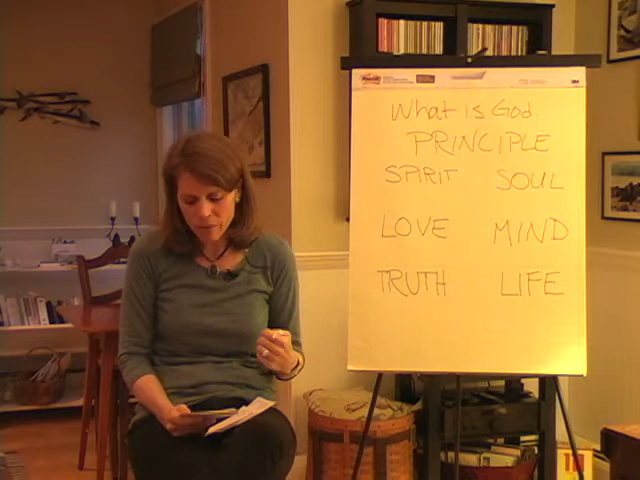 What is God
PRINCIPLE
SPIRIT SOUL
LOVE MIND
TRUTH LIFE